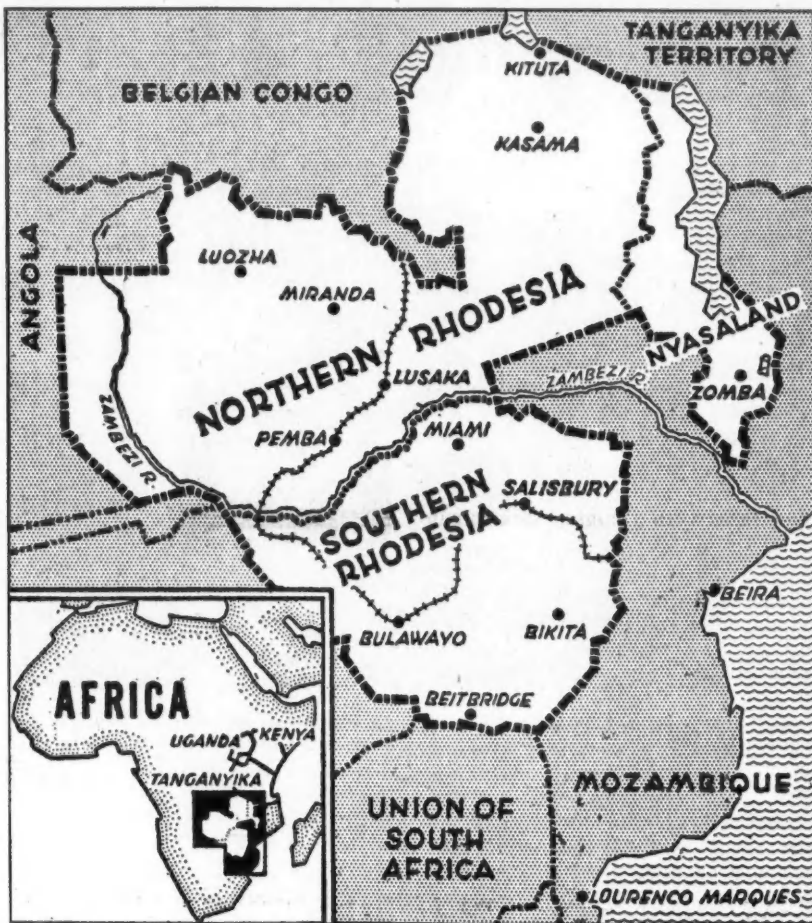 TANGANYIKA
TERRITORY
BELGIAN CONGO
KITUTA
KASAMA
ANGOLA
LUOZHA
MIRANDA
NORTHERN RHODESIA
NYASALAND
LUSAKA
ZAMBEZI R.
ZOMBA
ZAMBEZI R.
PEMBA
MIAMI
SOUTHERN
RHODESIA
SALISBURY
BEIRA
BULAWAYO
BIKITA
BEITBRIDGE
AFRICA
UGANDA
KENYA
TANGANYIKA
MOZAMBIQUE
UNION OF
SOUTH
AFRICA
LOURENCO MARQUES